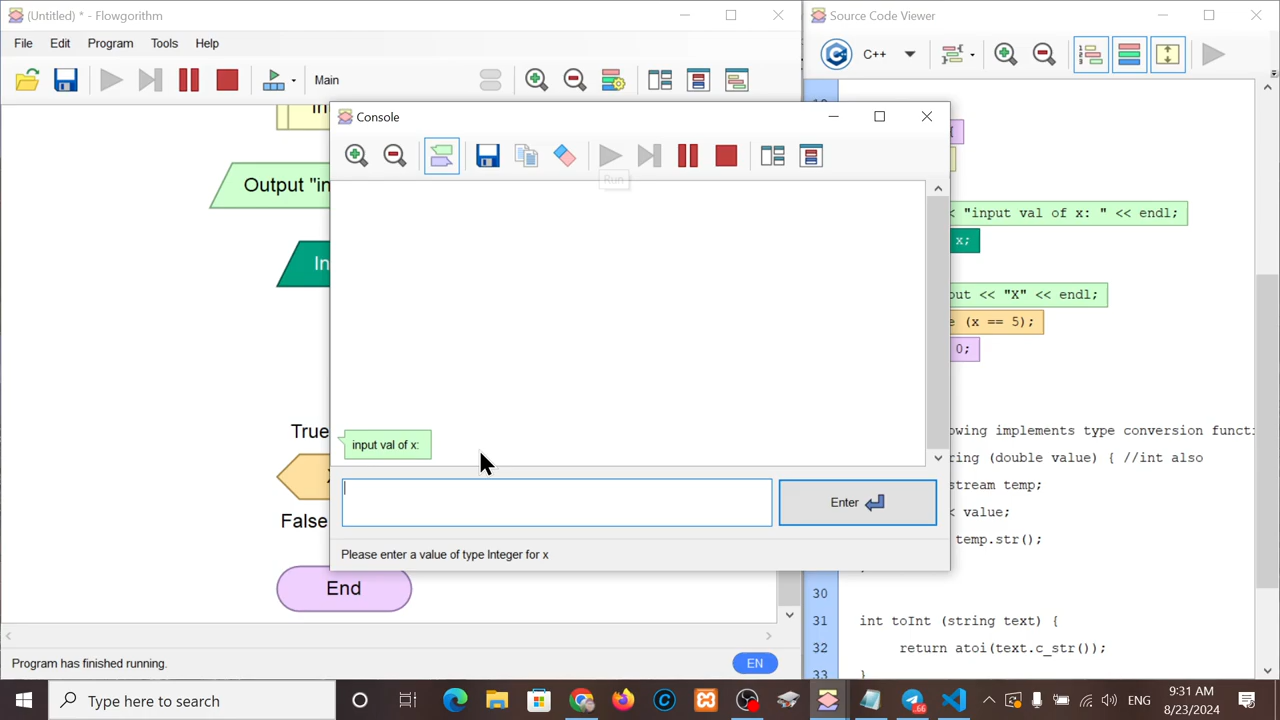 (Untitled) * - Flowgorithm
File Edit Program Tools Help
Main
Output "in
In
True
False
End
Program has finished running.
EN
Console
Run
input val of x:
Enter
Please enter a value of type Integer for x
Source Code Viewer
C++
{
< "input val of x: " << endl;
x;
out << "X" << endl;
e (x == 5);
0;
owing implements type conversion functi
ring (double value) { //int also
stream temp;
< value;
temp.str();
30
31 int toInt (string text) {
32 return atoi(text.c_str());
33 }
Type here to search
66
ENG
9:31 AM
8/23/2024